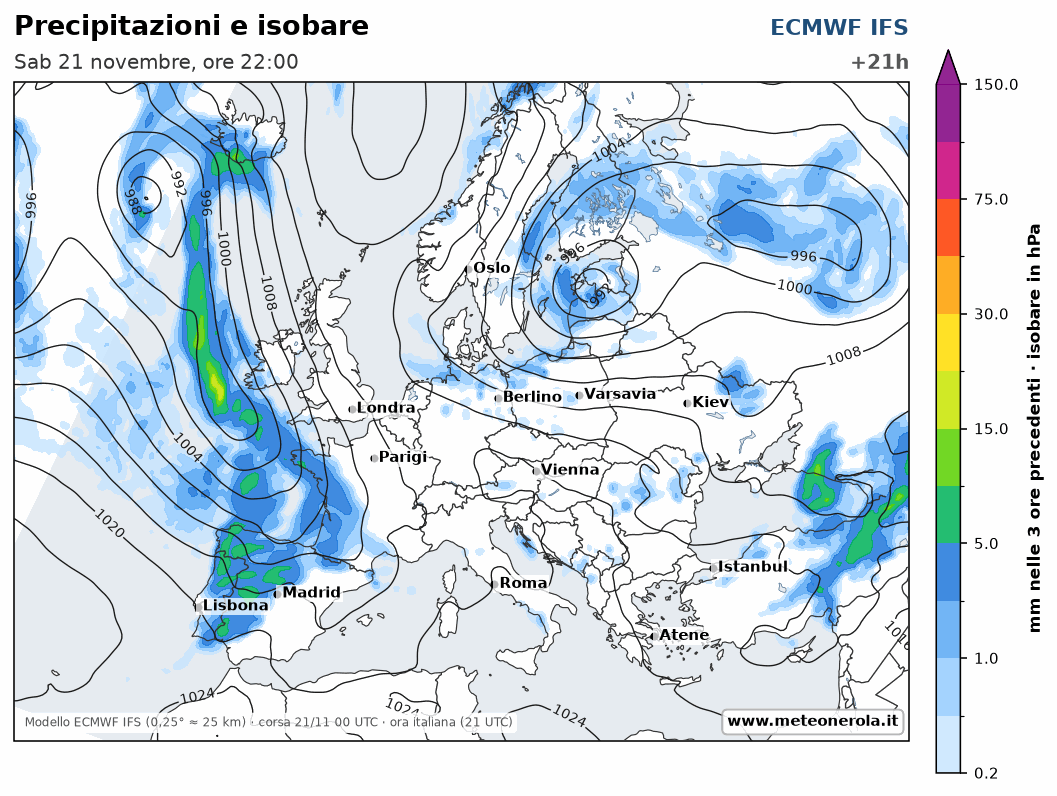 Precipitazioni e isobare
ECMWF IFS
Sab 21 novembre, ore 22:00
+21h
150.0
75.0
30.0
15.0
5.0
1.0
0.2
mm nelle 3 ore precedenti · isobare in hPa
996
988
992
996
1000
1008
1004
996
992
996
1000
1008
1004
1020
1024
1024
1024
1016
Oslo
Londra
Berlino
Varsavia
Kiev
Parigi
Vienna
Istanbul
Roma
Madrid
Lisbona
Atene
Modello ECMWF IFS (0,25° ≈ 25 km) · corsa 21/11 00 UTC · ora italiana (21 UTC)
www.meteonerola.it